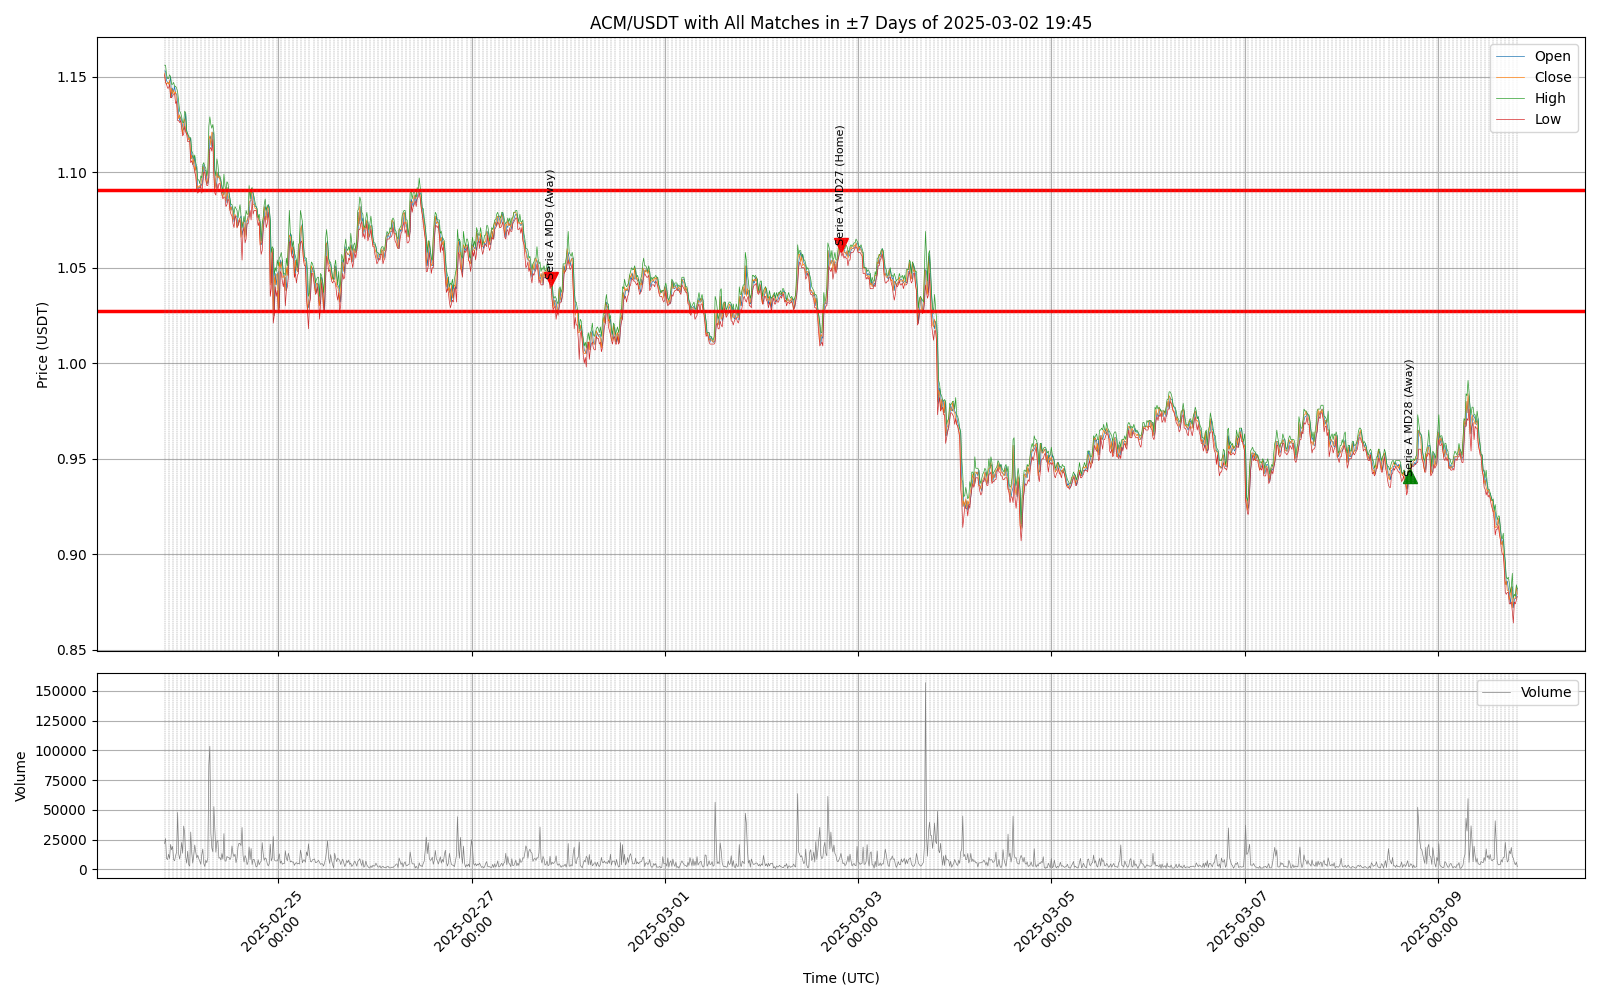 ACM/USDT with All Matches in ±7 Days of 2025-03-02 19:45
Open
Close
High
Low
Price (USDT)
1.15
1.10
1.05
1.00
0.95
0.90
0.85
Serie A MD9 (Away)
Serie A MD27 (Home)
Serie A MD28 (Away)
Volume
Volume
150000
125000
100000
75000
50000
25000
0
2025-02-25
00:00
2025-02-27
00:00
2025-03-01
00:00
2025-03-03
00:00
2025-03-05
00:00
2025-03-07
00:00
2025-03-09
00:00
Time (UTC)